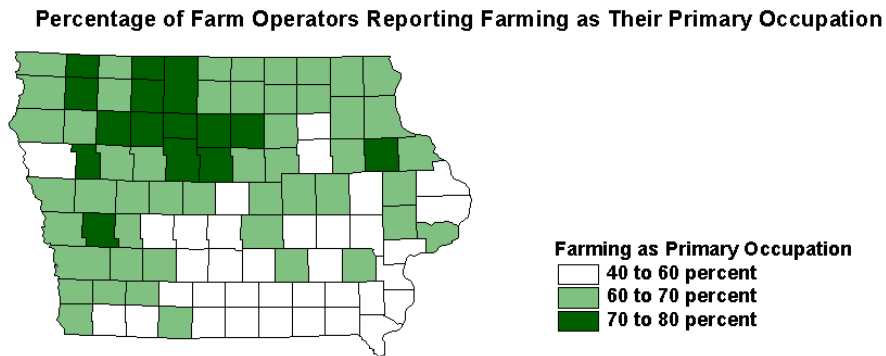 Percentage of Farm Operators Reporting Farming as Their Primary Occupation
Farming as Primary Occupation
40 to 60 percent
60 to 70 percent
70 to 80 percent